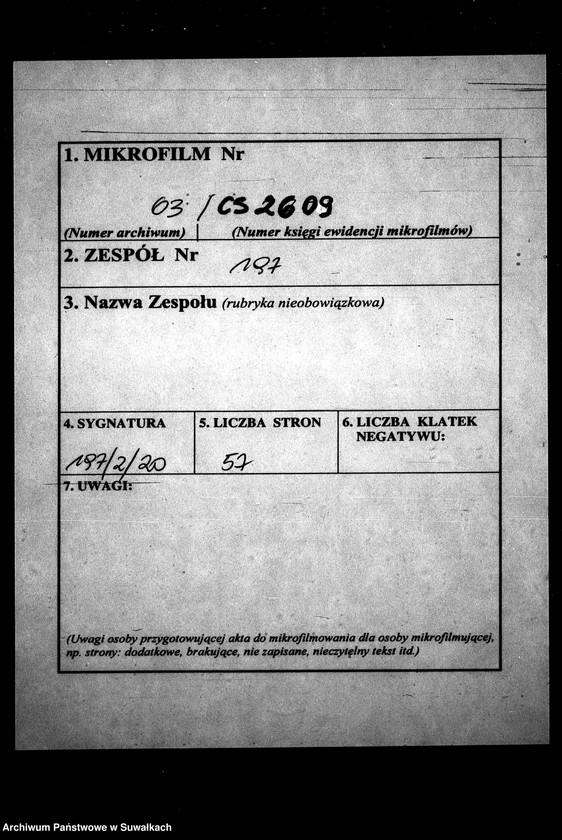 1. MIKROFILM Nr
03 / CS 2609
(Numer archiwum) (Numer księgi ewidencji mikrofilmów)
2. ZESPÓŁ Nr 197
3. Nazwa Zespołu (rubryka nieobowiązkowa)
4. SYGNATURA 5. LICZBA STRON 6. LICZBA KLATEK
NEGATYWU:
197/2/20 57
7. UWAGI:
(Uwagi osoby przygotowującej akta do mikrofilmowania dla osoby mikrofilmującej,
np. strony: dodatkowe, brakujące, nie zapisane, nieczytelny tekst itd.)
Archiwum Państwowe w Suwałkach